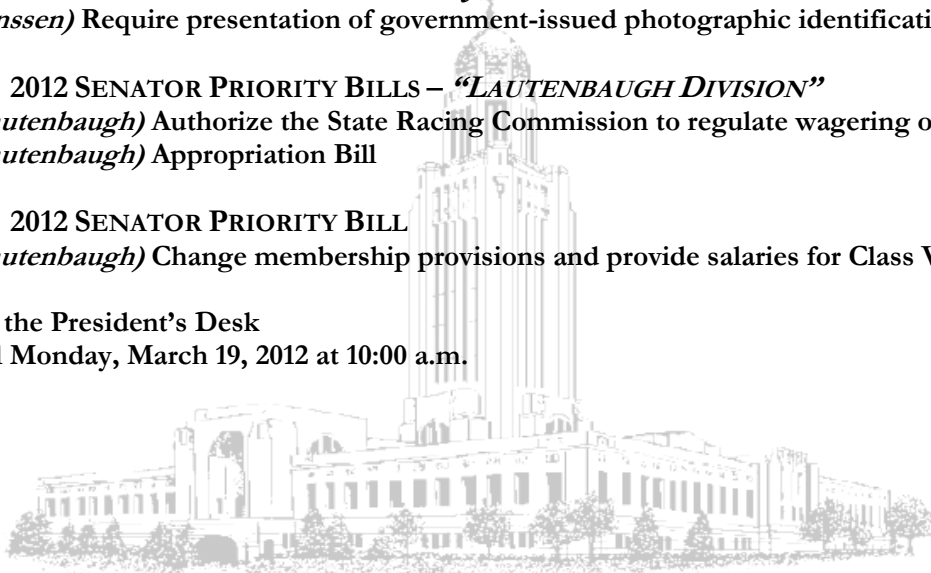 nssen) Require presentation of government-issued photographic identificati
2012 SENATOR PRIORITY BILLS – “LAUTENBAUGH DIVISION”
utenbaugh) Authorize the State Racing Commission to regulate wagering o
utenbaugh) Appropriation Bill
2012 SENATOR PRIORITY BILL
utenbaugh) Change membership provisions and provide salaries for Class V
the President’s Desk
Monday, March 19, 2012 at 10:00 a.m.